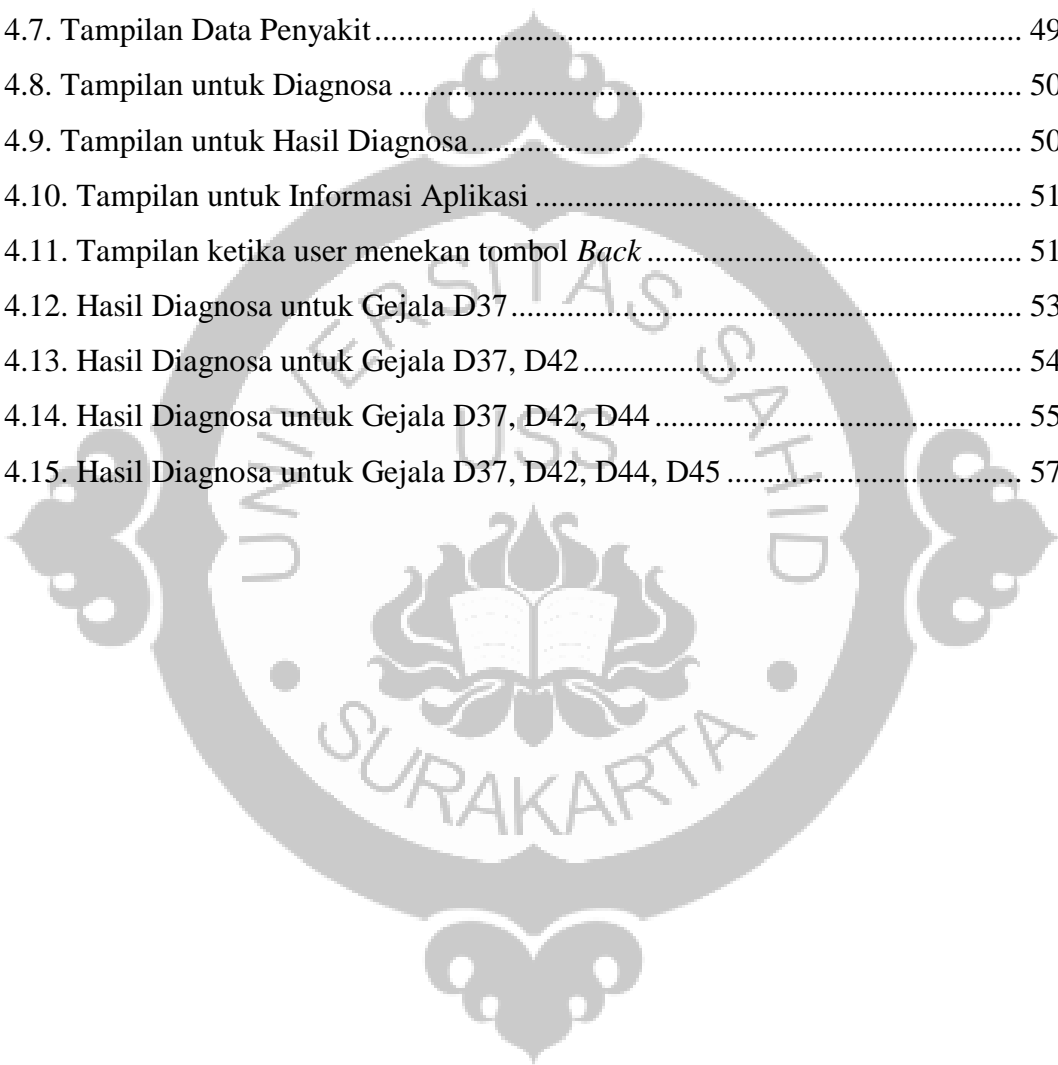 4.7. Tampilan Data Penyakit ........ 49
4.8. Tampilan untuk Diagnosa ........ 50
4.9. Tampilan untuk Hasil Diagnosa ........ 50
4.10. Tampilan untuk Informasi Aplikasi ........ 51
4.11. Tampilan ketika user menekan tombol Back ........ 51
4.12. Hasil Diagnosa untuk Gejala D37 ........ 53
4.13. Hasil Diagnosa untuk Gejala D37, D42 ........ 54
4.14. Hasil Diagnosa untuk Gejala D37, D42, D44 ........ 55
4.15. Hasil Diagnosa untuk Gejala D37, D42, D44, D45 ........ 57
UNIVERSITAS SAHID
USS
SURAKARTA